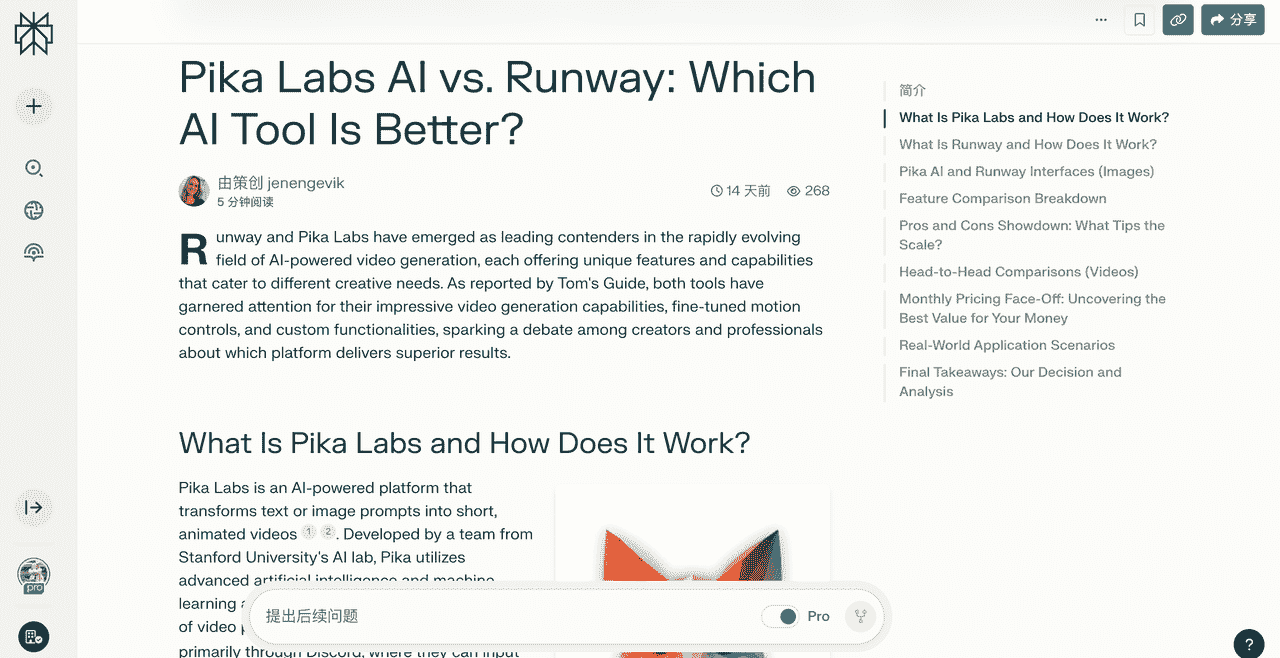 分享
Pika Labs AI vs. Runway: Which
AI Tool Is Better?
由策创 jenengevik
5 分钟阅读
14 天前
268
Runway and Pika Labs have emerged as leading contenders in the rapidly evolving
field of AI-powered video generation, each offering unique features and capabilities
that cater to different creative needs. As reported by Tom's Guide, both tools have
garnered attention for their impressive video generation capabilities, fine-tuned motion
controls, and custom functionalities, sparking a debate among creators and professionals
about which platform delivers superior results.
What Is Pika Labs and How Does It Work?
Pika Labs is an AI-powered platform that
transforms text or image prompts into short,
animated videos 1 2. Developed by a team from
Stanford University's AI lab, Pika utilizes
advanced artificial intelligence and machine
learning
of video
primarily through Discord, where they can input
简介
What Is Pika Labs and How Does It Work?
What Is Runway and How Does It Work?
Pika AI and Runway Interfaces (Images)
Feature Comparison Breakdown
Pros and Cons Showdown: What Tips the
Scale?
Head-to-Head Comparisons (Videos)
Monthly Pricing Face-Off: Uncovering the
Best Value for Your Money
Real-World Application Scenarios
Final Takeaways: Our Decision and
Analysis
提出后续问题
Pro
pro
?